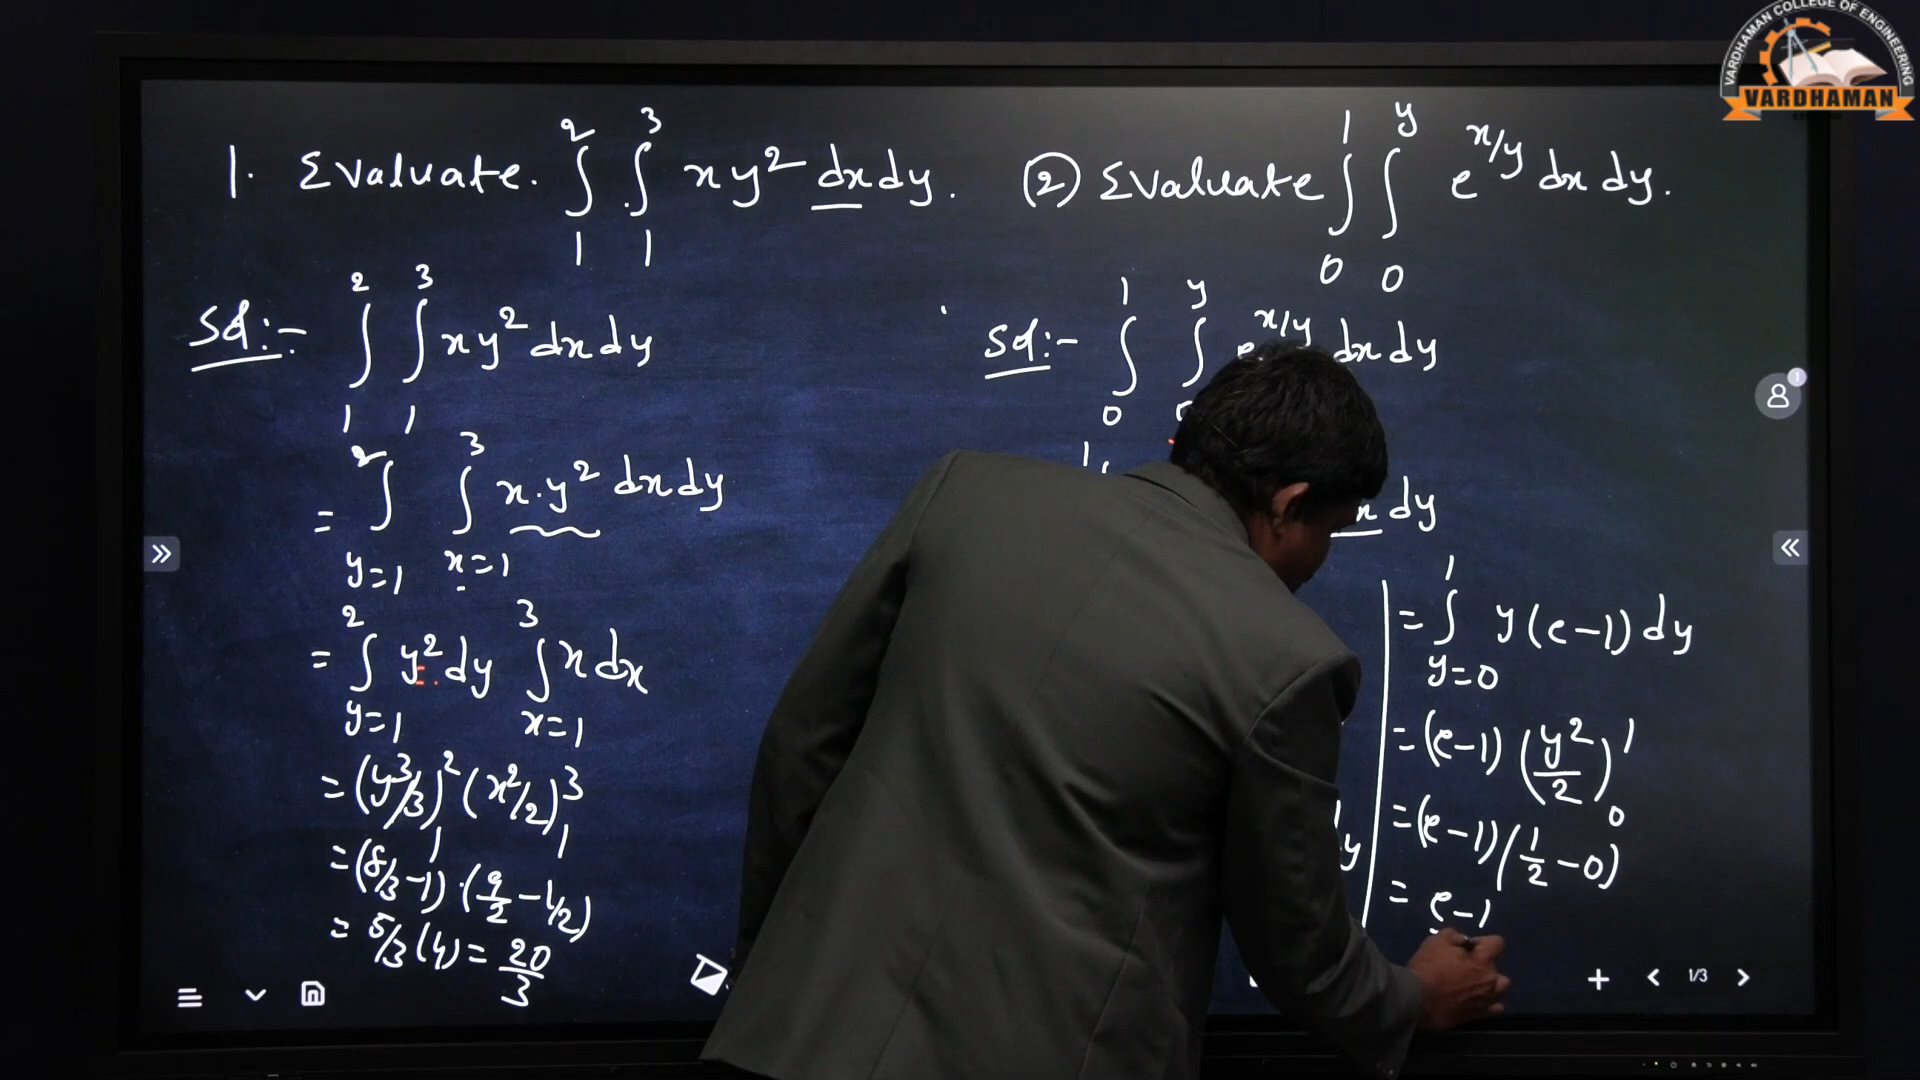 1. Evaluate. ∫₁² ∫₁³ xy² dx dy.
Sol:- ∫₁² ∫₁³ xy² dx dy
= ∫_{y=1}^{2} ∫_{x=1}^{3} x.y² dx dy
= ∫_{y=1}^{2} y² dy ∫_{x=1}^{3} x dx
= (y³/3)₁² (x²/2)₁³
= (8/3 - 1) . (9/2 - 1/2)
= 5/3 (4) = 20/3
(2) Evaluate ∫₀¹ ∫₀^y e^{x/y} dx dy.
Sol:- ∫₀¹ ∫^y e^{x/y} dx dy
dy
= ∫_{y=0}^{1} y (e-1) dy
= (e-1) (y²/2)₀¹
= (e-1) (1/2 - 0)
= e-1
VARDHAMAN COLLEGE OF ENGINEERING
VARDHAMAN
1
1/3